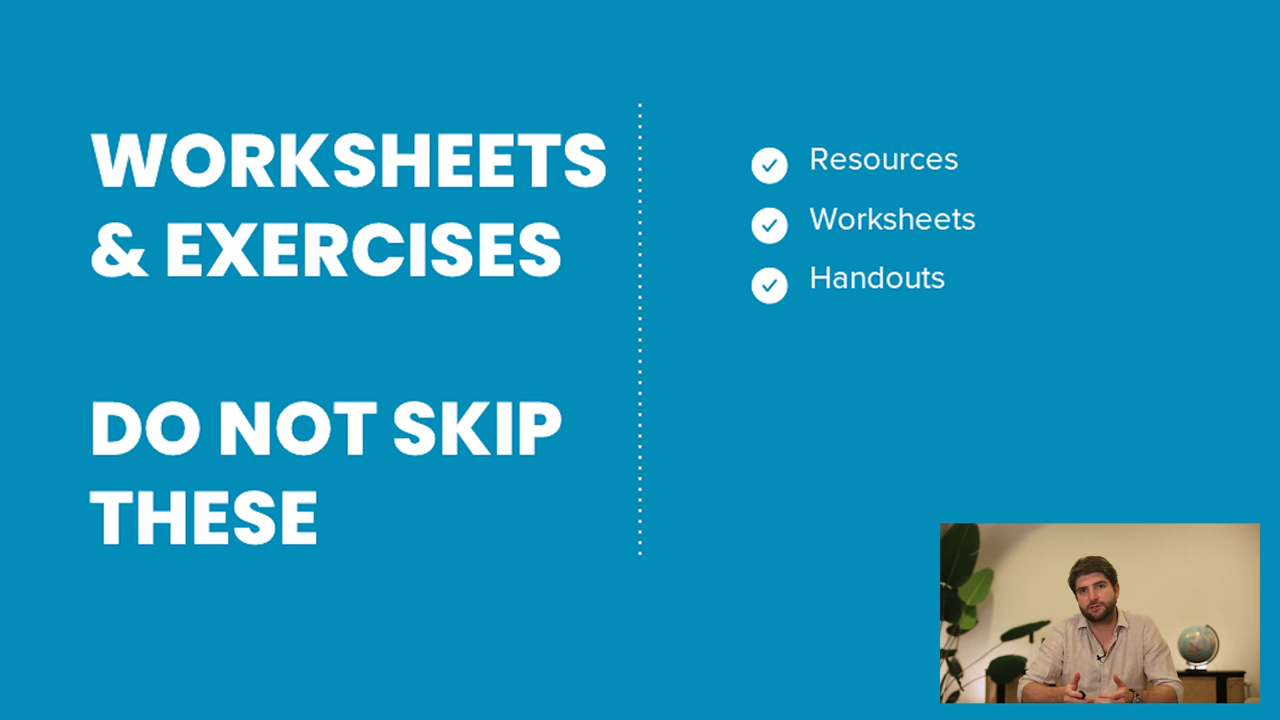 WORKSHEETS
& EXERCISES
DO NOT SKIP
THESE
Resources
Worksheets
Handouts